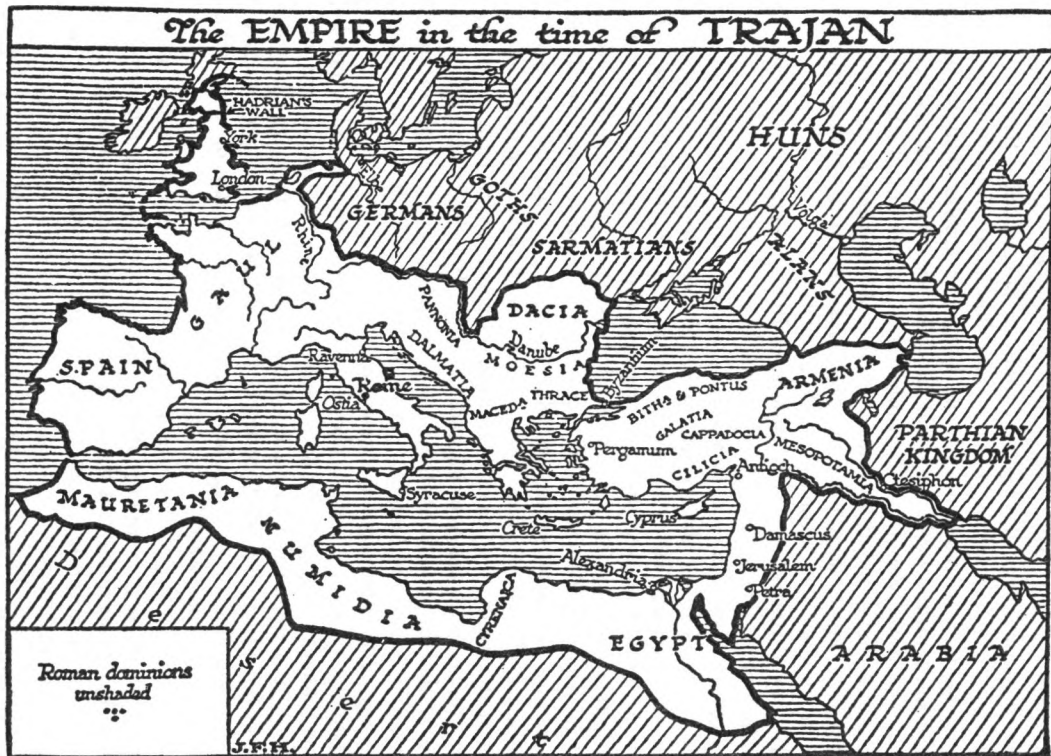 The EMPIRE in the time of TRAJAN
HADRIAN'S
WALL
York
London
HUNS
GOTHS
GERMANS
Volga
SARMATIANS
ALANS
Rhine
GAUL
PANNONIA
DACIA
Danube
DALMATIA
MOESIA
Byzantium
SPAIN
Ravenna
Rome
Ostia
MACEDA
THRACE
BITHA & PONTUS
ARMENIA
GALATIA
CAPPADOCIA
Pergamum
CILICIA
MESOPOTAMIA
PARTHIAN
KINGDOM
Ctesiphon
Antioch
MAURETANIA
Syracuse
Crete
Cyprus
NUMIDIA
Damascus
Alexandria
Jerusalem
Petra
CYRENAICA
EGYPT
ARABIA
Desert
Roman dominions
unshaded
J.F.H.